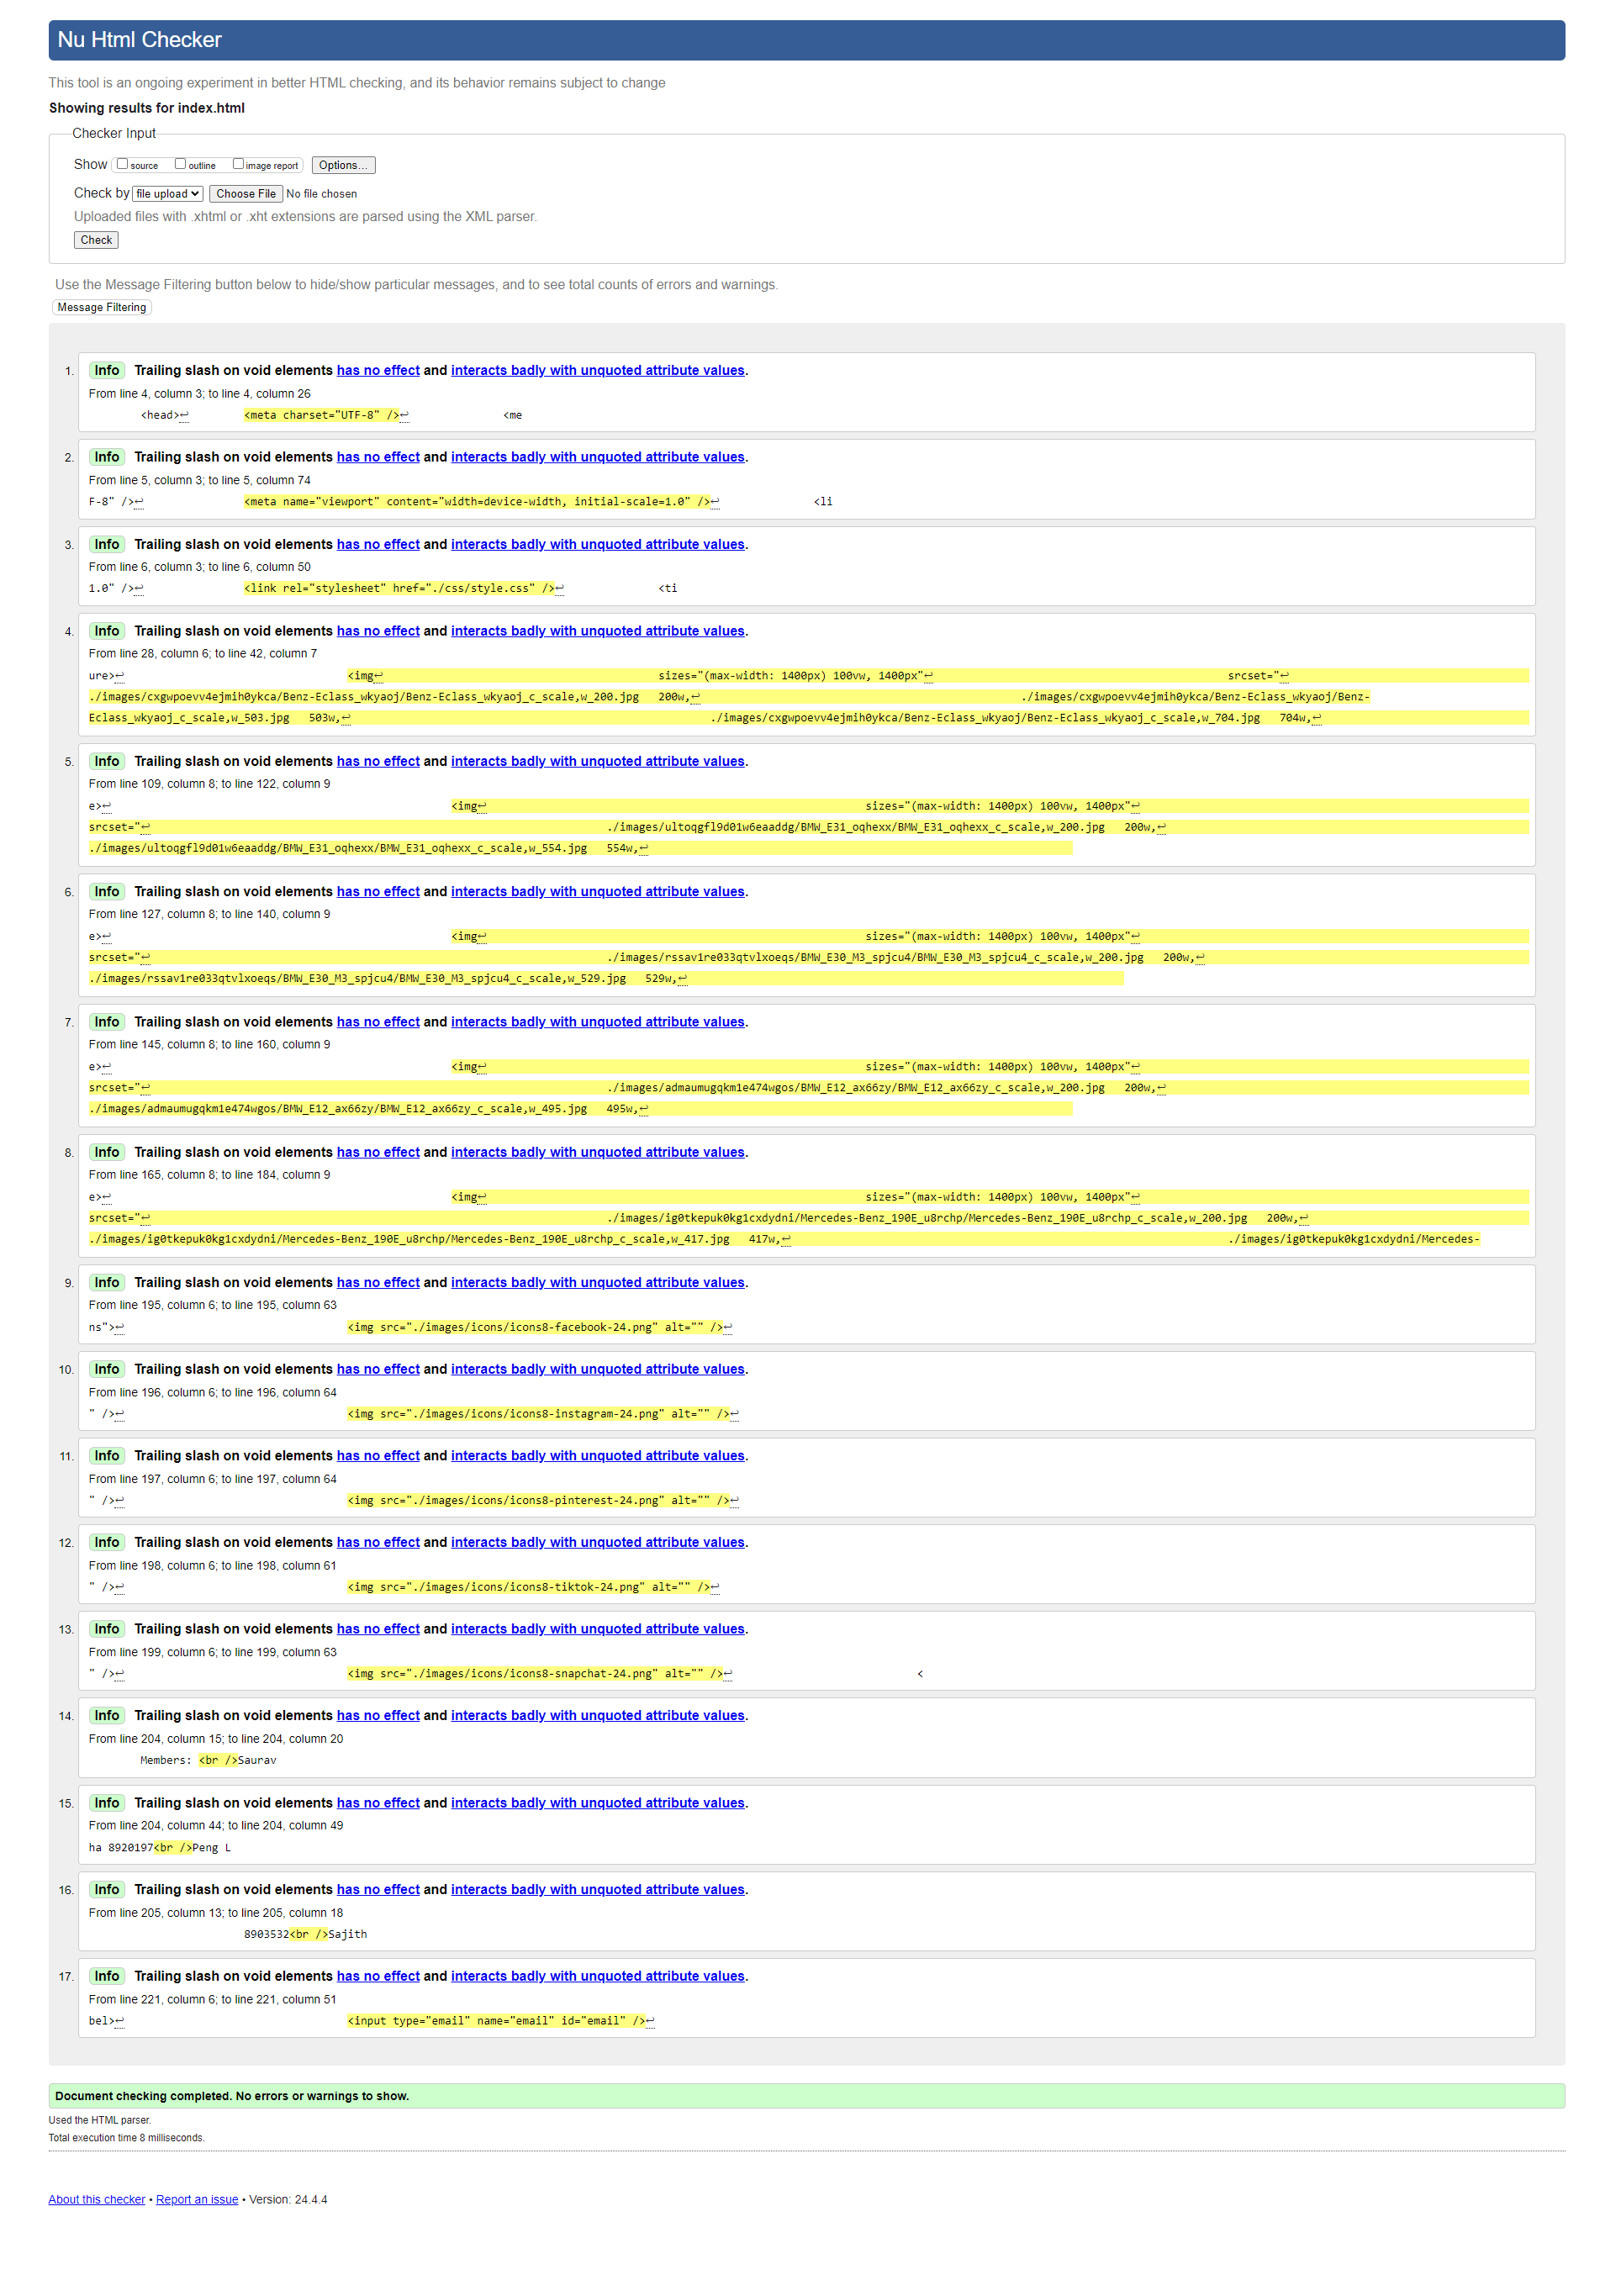 Nu Html Checker
This tool is an ongoing experiment in better HTML checking, and its behavior remains subject to change
Showing results for index.html
Checker Input
Show source outline image report Options...
Check by file upload Choose File No file chosen
Uploaded files with .xhtml or .xht extensions are parsed using the XML parser.
Check
Use the Message Filtering button below to hide/show particular messages, and to see total counts of errors and warnings.
Message Filtering
1. Info Trailing slash on void elements has no effect and interacts badly with unquoted attribute values.
From line 4, column 3; to line 4, column 26
<head>↩ <meta charset="UTF-8" />↩ <me
2. Info Trailing slash on void elements has no effect and interacts badly with unquoted attribute values.
From line 5, column 3; to line 5, column 74
F-8" />↩ <meta name="viewport" content="width=device-width, initial-scale=1.0" />↩ <li
3. Info Trailing slash on void elements has no effect and interacts badly with unquoted attribute values.
From line 6, column 3; to line 6, column 50
1.0" />↩ <link rel="stylesheet" href="./css/style.css" />↩ <ti
4. Info Trailing slash on void elements has no effect and interacts badly with unquoted attribute values.
From line 28, column 6; to line 42, column 7
ure>↩ <img↩ sizes="(max-width: 1400px) 100vw, 1400px"↩ srcset="↩
./images/cxgwpoevv4ejmih0ykca/Benz-Eclass_wkyaoj/Benz-Eclass_wkyaoj_c_scale,w_200.jpg 200w,↩ ./images/cxgwpoevv4ejmih0ykca/Benz-Eclass_wkyaoj/Benz-
Eclass_wkyaoj_c_scale,w_503.jpg 503w,↩ ./images/cxgwpoevv4ejmih0ykca/Benz-Eclass_wkyaoj/Benz-Eclass_wkyaoj_c_scale,w_704.jpg 704w,↩
5. Info Trailing slash on void elements has no effect and interacts badly with unquoted attribute values.
From line 109, column 8; to line 122, column 9
e>↩ <img↩ sizes="(max-width: 1400px) 100vw, 1400px"↩
srcset="↩ ./images/ultoqgfl9d01w6eaaddg/BMW_E31_oqhexx/BMW_E31_oqhexx_c_scale,w_200.jpg 200w,↩
./images/ultoqgfl9d01w6eaaddg/BMW_E31_oqhexx/BMW_E31_oqhexx_c_scale,w_554.jpg 554w,↩
6. Info Trailing slash on void elements has no effect and interacts badly with unquoted attribute values.
From line 127, column 8; to line 140, column 9
e>↩ <img↩ sizes="(max-width: 1400px) 100vw, 1400px"↩
srcset="↩ ./images/rssav1re033qtvlxoeqs/BMW_E30_M3_spjcu4/BMW_E30_M3_spjcu4_c_scale,w_200.jpg 200w,↩
./images/rssav1re033qtvlxoeqs/BMW_E30_M3_spjcu4/BMW_E30_M3_spjcu4_c_scale,w_529.jpg 529w,↩
7. Info Trailing slash on void elements has no effect and interacts badly with unquoted attribute values.
From line 145, column 8; to line 160, column 9
e>↩ <img↩ sizes="(max-width: 1400px) 100vw, 1400px"↩
srcset="↩ ./images/admaumugqkm1e474wgos/BMW_E12_ax66zy/BMW_E12_ax66zy_c_scale,w_200.jpg 200w,↩
./images/admaumugqkm1e474wgos/BMW_E12_ax66zy/BMW_E12_ax66zy_c_scale,w_495.jpg 495w,↩
8. Info Trailing slash on void elements has no effect and interacts badly with unquoted attribute values.
From line 165, column 8; to line 184, column 9
e>↩ <img↩ sizes="(max-width: 1400px) 100vw, 1400px"↩
srcset="↩ ./images/ig0tkepuk0kg1cxdydni/Mercedes-Benz_190E_u8rchp/Mercedes-Benz_190E_u8rchp_c_scale,w_200.jpg 200w,↩
./images/ig0tkepuk0kg1cxdydni/Mercedes-Benz_190E_u8rchp/Mercedes-Benz_190E_u8rchp_c_scale,w_417.jpg 417w,↩ ./images/ig0tkepuk0kg1cxdydni/Mercedes-
9. Info Trailing slash on void elements has no effect and interacts badly with unquoted attribute values.
From line 195, column 6; to line 195, column 63
ns">↩ <img src="./images/icons/icons8-facebook-24.png" alt="" />↩
10. Info Trailing slash on void elements has no effect and interacts badly with unquoted attribute values.
From line 196, column 6; to line 196, column 64
" />↩ <img src="./images/icons/icons8-instagram-24.png" alt="" />↩
11. Info Trailing slash on void elements has no effect and interacts badly with unquoted attribute values.
From line 197, column 6; to line 197, column 64
" />↩ <img src="./images/icons/icons8-pinterest-24.png" alt="" />↩
12. Info Trailing slash on void elements has no effect and interacts badly with unquoted attribute values.
From line 198, column 6; to line 198, column 61
" />↩ <img src="./images/icons/icons8-tiktok-24.png" alt="" />↩
13. Info Trailing slash on void elements has no effect and interacts badly with unquoted attribute values.
From line 199, column 6; to line 199, column 63
" />↩ <img src="./images/icons/icons8-snapchat-24.png" alt="" />↩ <
14. Info Trailing slash on void elements has no effect and interacts badly with unquoted attribute values.
From line 204, column 15; to line 204, column 20
Members: <br />Saurav
15. Info Trailing slash on void elements has no effect and interacts badly with unquoted attribute values.
From line 204, column 44; to line 204, column 49
ha 8920197<br />Peng L
16. Info Trailing slash on void elements has no effect and interacts badly with unquoted attribute values.
From line 205, column 13; to line 205, column 18
8903532<br />Sajith
17. Info Trailing slash on void elements has no effect and interacts badly with unquoted attribute values.
From line 221, column 6; to line 221, column 51
bel>↩ <input type="email" name="email" id="email" />↩
Document checking completed. No errors or warnings to show.
Used the HTML parser.
Total execution time 8 milliseconds.
About this checker • Report an issue • Version: 24.4.4